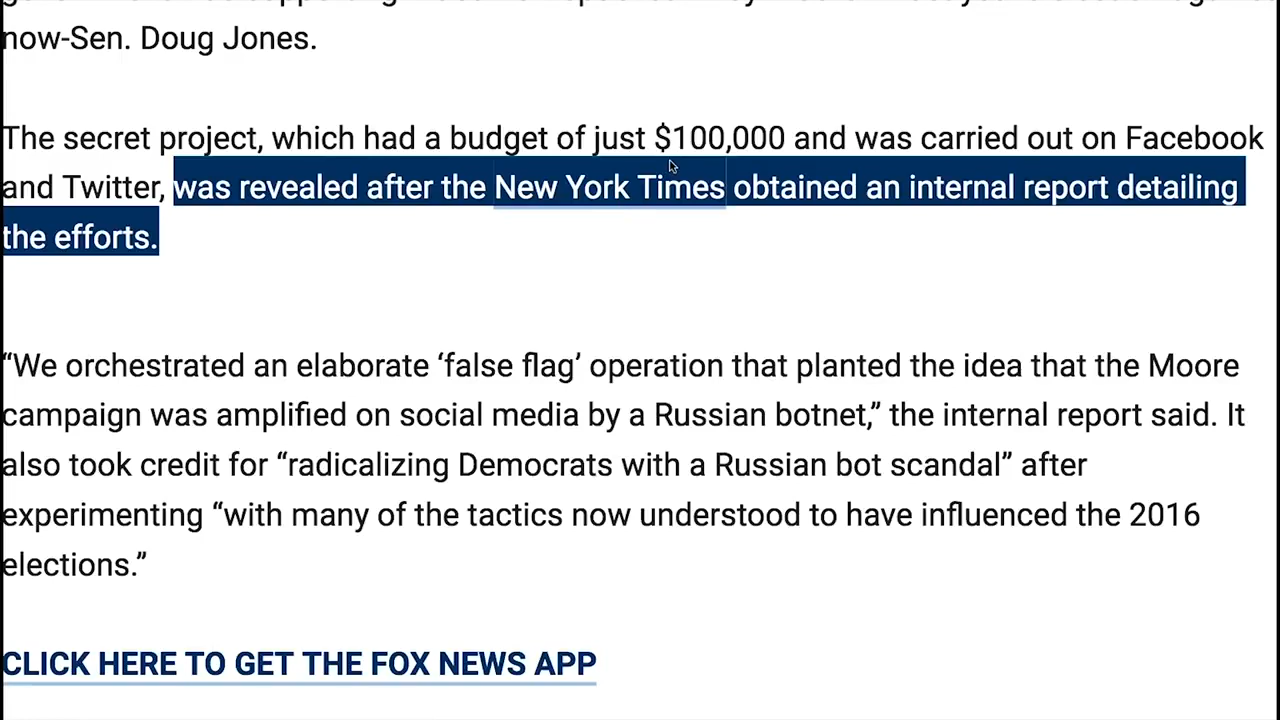 now-Sen. Doug Jones.
The secret project, which had a budget of just $100,000 and was carried out on Facebook
and Twitter, was revealed after the New York Times obtained an internal report detailing
the efforts.
“We orchestrated an elaborate ‘false flag’ operation that planted the idea that the Moore
campaign was amplified on social media by a Russian botnet,” the internal report said. It
also took credit for “radicalizing Democrats with a Russian bot scandal” after
experimenting “with many of the tactics now understood to have influenced the 2016
elections.”
CLICK HERE TO GET THE FOX NEWS APP